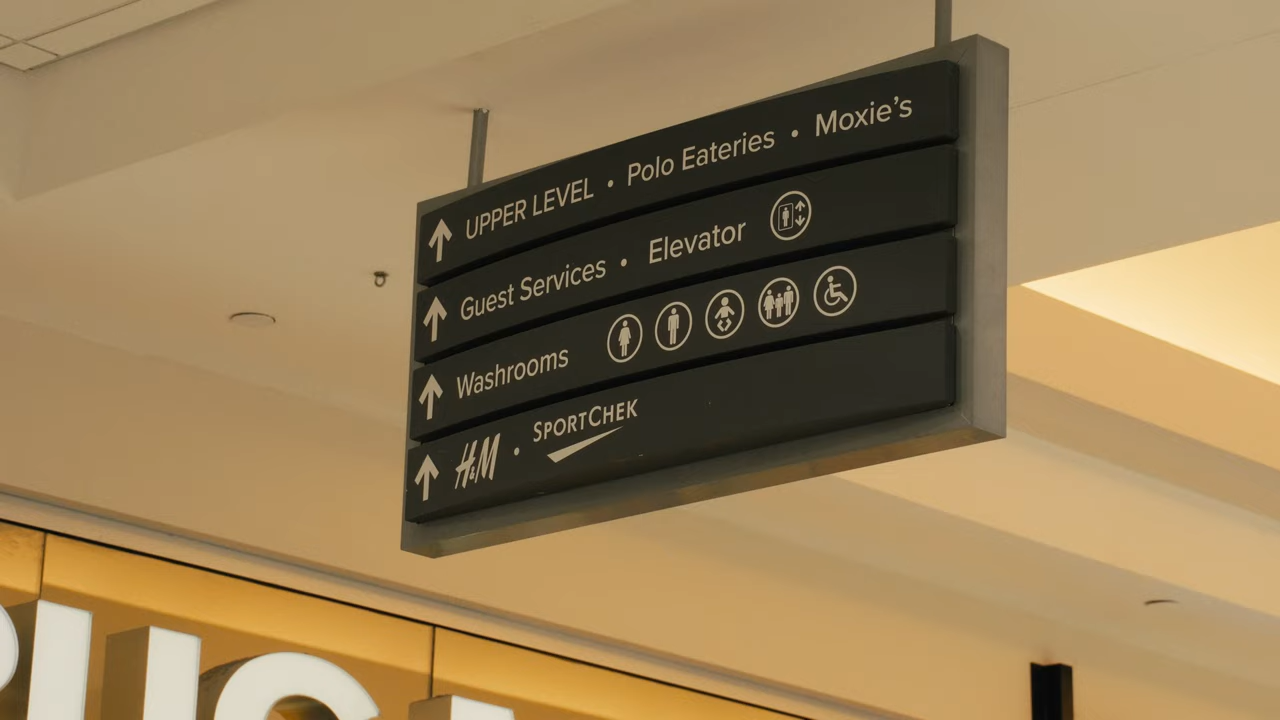 UPPER LEVEL • Polo Eateries • Moxie's
Guest Services • Elevator
Washrooms
H&M • SPORTCHEK